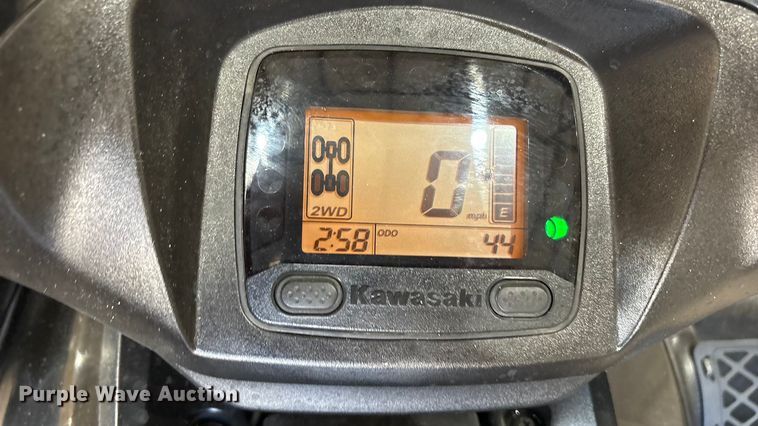 0 mph
E
2WD
2:58 ODO 44
Kawasaki
Purple Wave Auction